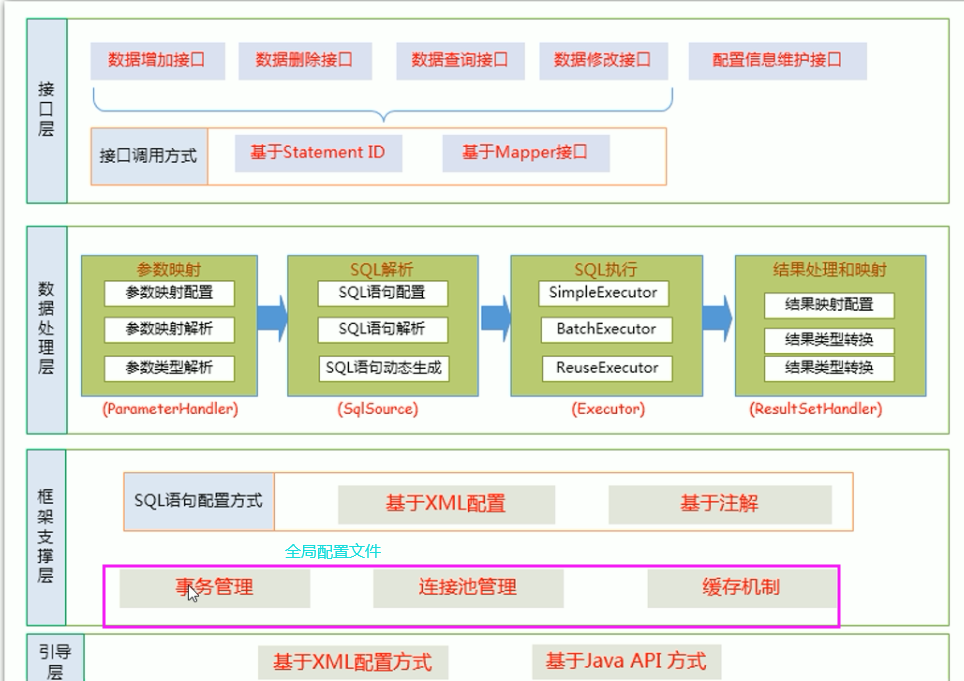 接口层
数据增加接口
数据删除接口
数据查询接口
数据修改接口
配置信息维护接口
接口调用方式
基于Statement ID
基于Mapper接口
数据处理层
参数映射
参数映射配置
参数映射解析
参数类型解析
(ParameterHandler)
SQL解析
SQL语句配置
SQL语句解析
SQL语句动态生成
(SqlSource)
SQL执行
SimpleExecutor
BatchExecutor
ReuseExecutor
(Executor)
结果处理和映射
结果映射配置
结果类型转换
结果类型转换
(ResultSetHandler)
框架支撑层
SQL语句配置方式
基于XML配置
基于注解
全局配置文件
事务管理
连接池管理
缓存机制
引导
层
基于XML配置方式
基于Java API 方式